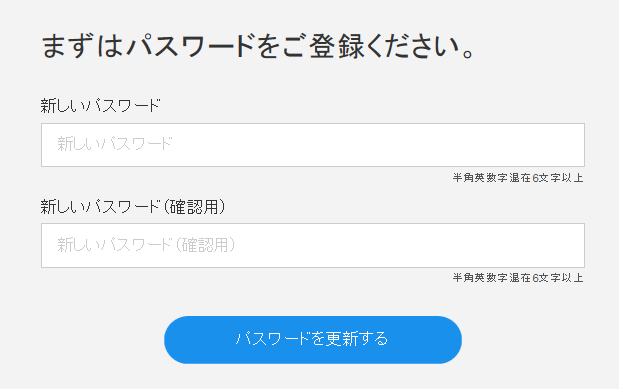 まずはパスワードをご登録ください。
新しいパスワード
新しいパスワード
半角英数字混在6文字以上
新しいパスワード(確認用)
新しいパスワード(確認用)
半角英数字混在6文字以上
パスワードを更新する